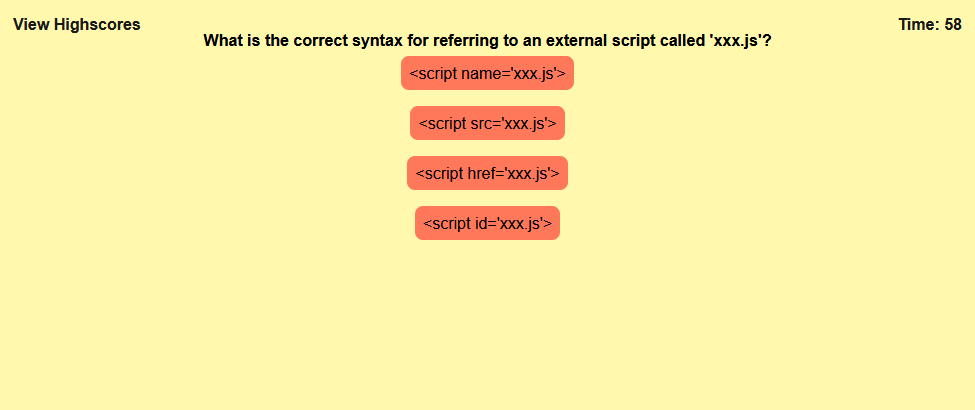 View Highscores
Time: 58
What is the correct syntax for referring to an external script called 'xxx.js'?
<script name='xxx.js'>
<script src='xxx.js'>
<script href='xxx.js'>
<script id='xxx.js'>